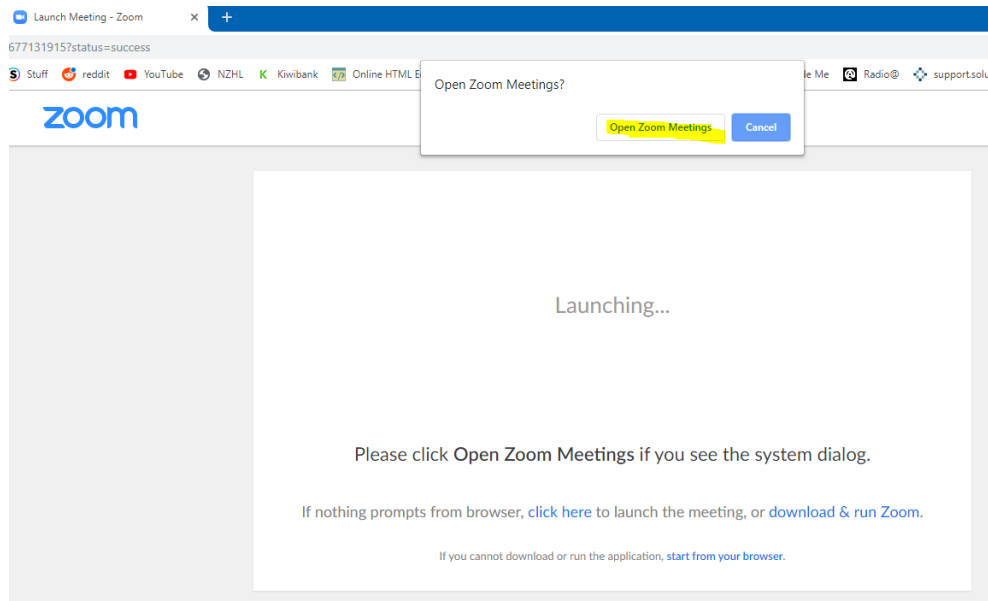 Launch Meeting - Zoom × +
677131915?status=success
S Stuff reddit YouTube NZHL K Kiwibank Online HTML Me Radio@
Open Zoom Meetings?
Open Zoom Meetings Cancel
zoom
Launching...
Please click Open Zoom Meetings if you see the system dialog.
If nothing prompts from browser, click here to launch the meeting, or download & run Zoom.
If you cannot download or run the application, start from your browser.